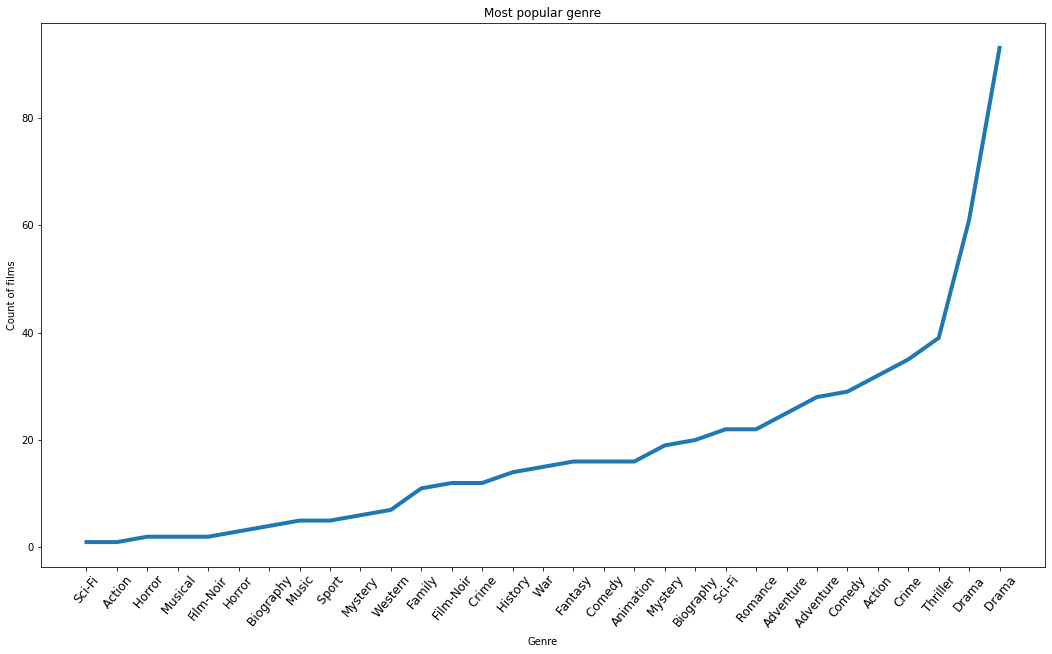 Most popular genre
Count of films
80
60
40
20
0
Sci-Fi
Action
Horror
Musical
Film-Noir
Horror
Biography
Music
Sport
Mystery
Western
Family
Film-Noir
Crime
History
War
Fantasy
Comedy
Animation
Mystery
Biography
Sci-Fi
Romance
Adventure
Adventure
Comedy
Action
Crime
Thriller
Drama
Drama
Genre